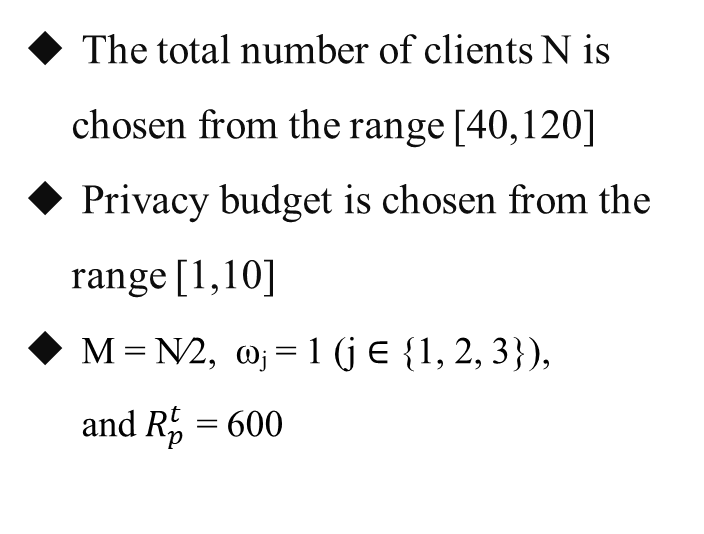 ◆ The total number of clients N is
chosen from the range [40,120]
◆ Privacy budget is chosen from the
range [1,10]
◆ M = N⁄2, ωⱼ = 1 (j ∈ {1, 2, 3}),
and $R_p^t$ = 600